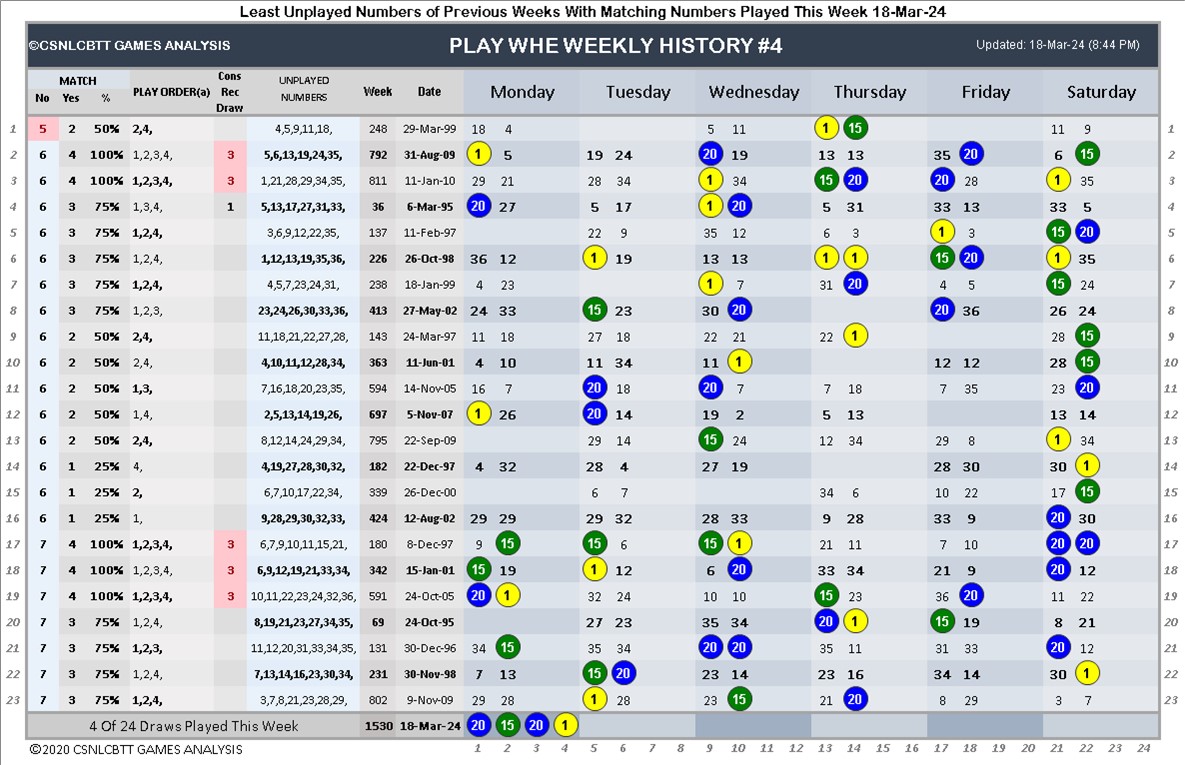 Least Unplayed Numbers of Previous Weeks With Matching Numbers Played This Week 18-Mar-24
©CSNLCBTT GAMES ANALYSIS PLAY WHE WEEKLY HISTORY #4 Updated: 18-Mar-24 (8:44 PM)
MATCH
No Yes % PLAY ORDER(a) Cons Rec Draw UNPLAYED NUMBERS Week Date Monday Tuesday Wednesday Thursday Friday Saturday
1 5 2 50% 2,4, 4,5,9,11,18, 248 29-Mar-99 18 4 5 11 1 15 11 9 1
2 6 4 100% 1,2,3,4, 3 5,6,13,19,24,35, 792 31-Aug-09 1 5 19 24 20 19 13 13 35 20 6 15 2
3 6 4 100% 1,2,3,4, 3 1,21,28,29,34,35, 811 11-Jan-10 29 21 28 34 1 34 15 20 20 28 1 35 3
4 6 3 75% 1,3,4, 1 5,13,17,27,31,33, 36 6-Mar-95 20 27 5 17 1 20 5 31 33 13 33 5 4
5 6 3 75% 1,2,4, 3,6,9,12,22,35, 137 11-Feb-97 22 9 35 12 6 3 1 3 15 20 5
6 6 3 75% 1,2,4, 1,12,13,19,35,36, 226 26-Oct-98 36 12 1 19 13 13 1 1 15 20 1 35 6
7 6 3 75% 1,2,4, 4,5,7,23,24,31, 238 18-Jan-99 4 23 1 7 31 20 4 5 15 24 7
8 6 3 75% 1,2,3, 23,24,26,30,33,36, 413 27-May-02 24 33 15 23 30 20 20 36 26 24 8
9 6 2 50% 2,4, 11,18,21,22,27,28, 143 24-Mar-97 11 18 27 18 22 21 22 1 28 15 9
10 6 2 50% 2,4, 4,10,11,12,28,34, 363 11-Jun-01 4 10 11 34 11 1 12 12 28 15 10
11 6 2 50% 1,3, 7,16,18,20,23,35, 594 14-Nov-05 16 7 20 18 20 7 7 18 7 35 23 20 11
12 6 2 50% 1,4, 2,5,13,14,19,26, 697 5-Nov-07 1 26 20 14 19 2 5 13 13 14 12
13 6 2 50% 2,4, 8,12,14,24,29,34, 795 22-Sep-09 29 14 15 24 12 34 29 8 1 34 13
14 6 1 25% 4, 4,19,27,28,30,32, 182 22-Dec-97 4 32 28 4 27 19 28 30 30 1 14
15 6 1 25% 2, 6,7,10,17,22,34, 339 26-Dec-00 6 7 34 6 10 22 17 15 15
16 6 1 25% 1, 9,28,29,30,32,33, 424 12-Aug-02 29 29 29 32 28 33 9 28 33 9 20 30 16
17 7 4 100% 1,2,3,4, 3 6,7,9,10,11,15,21, 180 8-Dec-97 9 15 15 6 15 1 21 11 7 10 20 20 17
18 7 4 100% 1,2,3,4, 3 6,9,12,19,21,33,34, 342 15-Jan-01 15 19 1 12 6 20 33 34 21 9 20 12 18
19 7 4 100% 1,2,3,4, 3 10,11,22,23,24,32,36, 591 24-Oct-05 20 1 32 24 10 10 15 23 36 20 11 22 19
20 7 3 75% 1,2,4, 8,19,21,23,27,34,35, 69 24-Oct-95 27 23 35 34 20 1 15 19 8 21 20
21 7 3 75% 1,2,3, 11,12,20,31,33,34,35, 131 30-Dec-96 34 15 35 34 20 20 35 11 31 33 20 12 21
22 7 3 75% 1,2,4, 7,13,14,16,23,30,34, 231 30-Nov-98 7 13 15 20 23 14 23 16 34 14 30 1 22
23 7 3 75% 1,2,4, 3,7,8,21,23,28,29, 802 9-Nov-09 29 28 1 28 23 15 21 20 8 29 3 7 23
4 Of 24 Draws Played This Week 1530 18-Mar-24 20 15 20 1
©2020 CSNLCBTT GAMES ANALYSIS 1 2 3 4 5 6 7 8 9 10 11 12 13 14 15 16 17 18 19 20 21 22 23 24